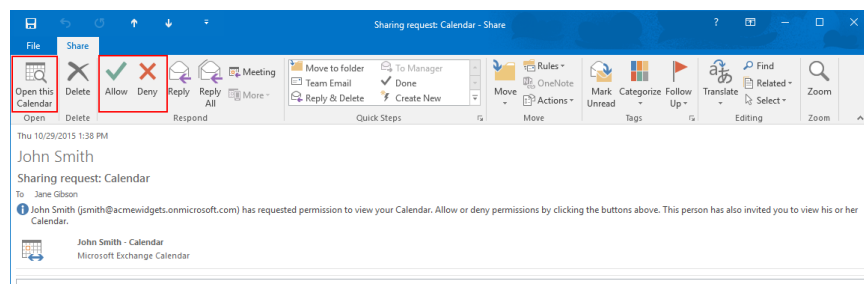 Sharing request: Calendar - Share
?
File Share
Open this Calendar
Delete
Allow
Deny
Reply
Reply All
Meeting
More
Move to folder
To Manager
Team Email
Done
Reply & Delete
Create New
Move
Rules
OneNote
Actions
Mark Unread
Categorize
Follow Up
Translate
Find
Related
Select
Zoom
Open Delete Respond Quick Steps Move Tags Editing Zoom
Thu 10/29/2015 1:38 PM
John Smith
Sharing request: Calendar
To Jane Gibson
John Smith (jsmith@acmewidgets.onmicrosoft.com) has requested permission to view your Calendar. Allow or deny permissions by clicking the buttons above. This person has also invited you to view his or her
Calendar.
John Smith - Calendar
Microsoft Exchange Calendar